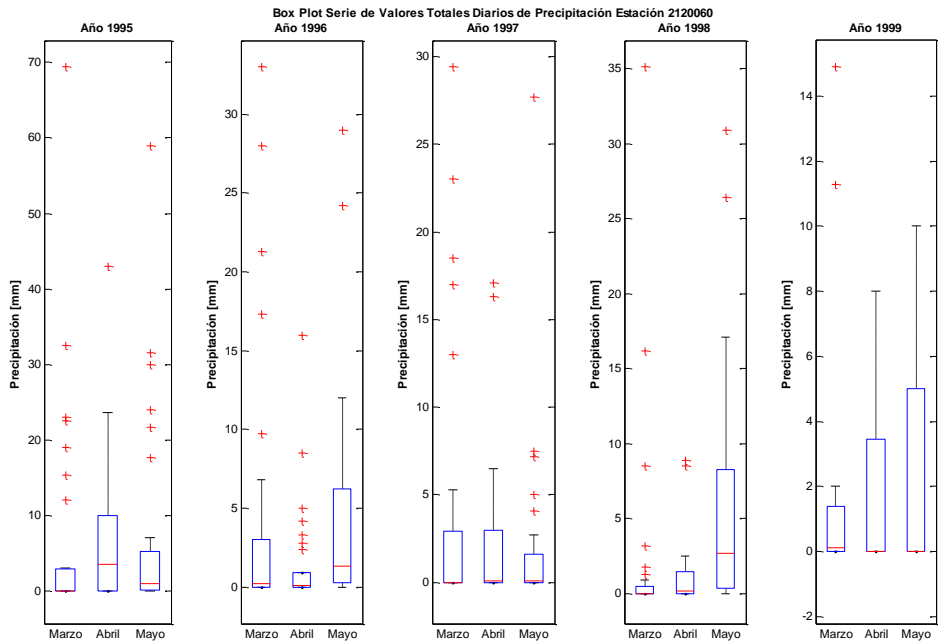 Box Plot Serie de Valores Totales Diarios de Precipitación Estación 2120060
Año 1995
Año 1996
Año 1997
Año 1998
Año 1999
Precipitación [mm]
70
60
50
40
30
20
10
0
Marzo Abril Mayo
Precipitación [mm]
30
25
20
15
10
5
0
Marzo Abril Mayo
Precipitación [mm]
30
25
20
15
10
5
0
Marzo Abril Mayo
Precipitación [mm]
35
30
25
20
15
10
5
0
Marzo Abril Mayo
Precipitación [mm]
14
12
10
8
6
4
2
0
-2
Marzo Abril Mayo